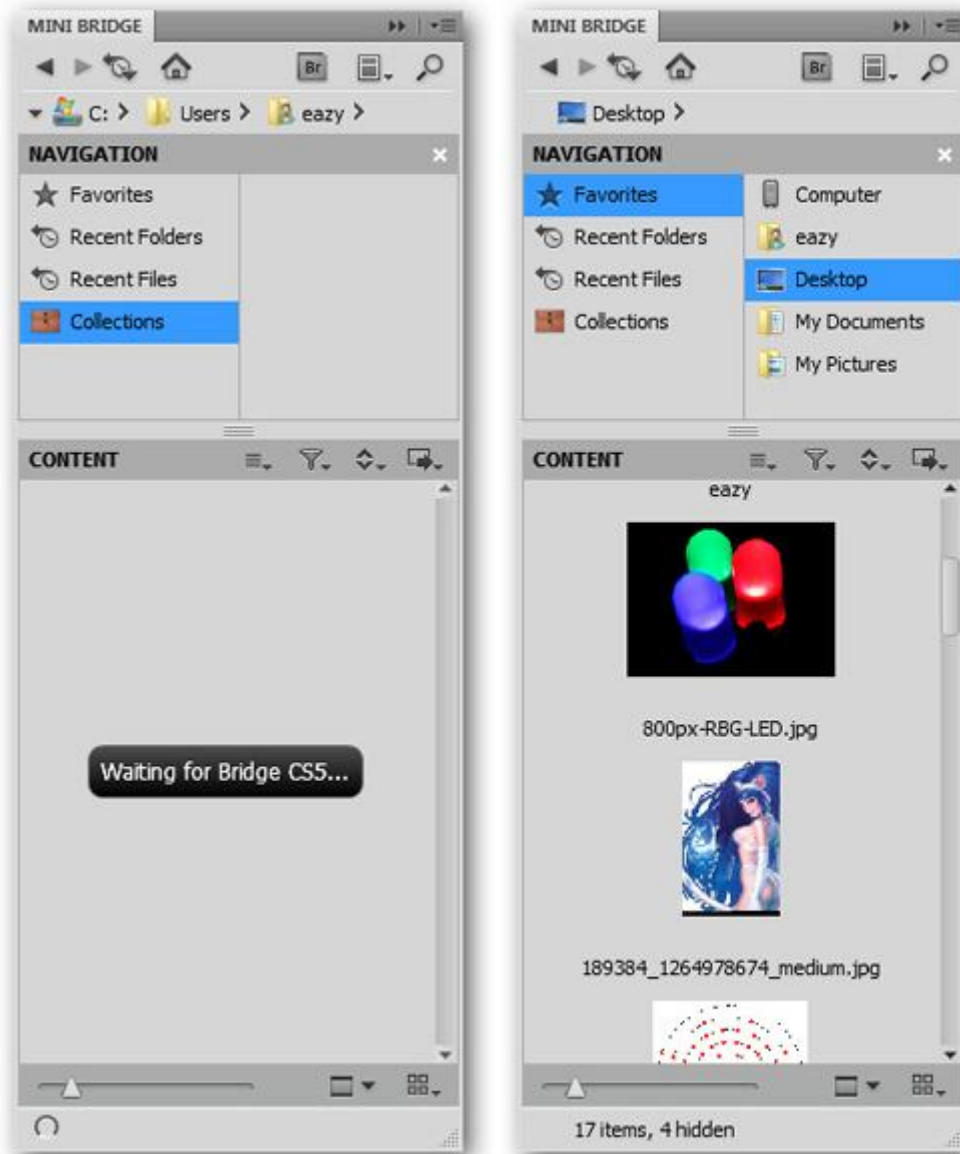 MINI BRIDGE
Br
C: > Users > eazy >
NAVIGATION
Favorites
Recent Folders
Recent Files
Collections
CONTENT
Waiting for Bridge CS5...
MINI BRIDGE
Br
Desktop >
NAVIGATION
Favorites
Recent Folders
Recent Files
Collections
Computer
eazy
Desktop
My Documents
My Pictures
CONTENT
eazy
800px-RBG-LED.jpg
189384_1264978674_medium.jpg
17 items, 4 hidden